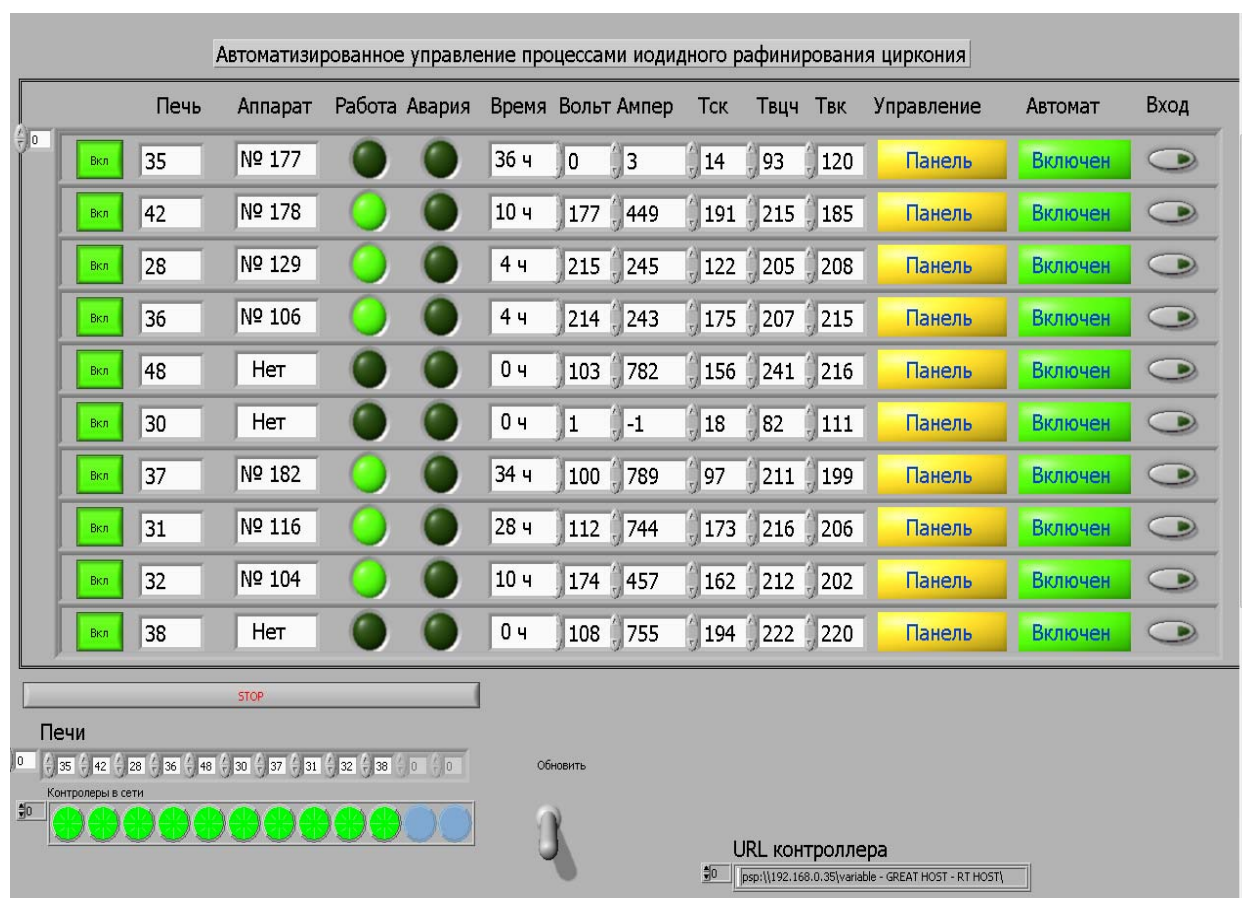 Автоматизированное управление процессами иодидного рафинирования циркония
Печь Аппарат Работа Авария Время Вольт Ампер Тск Твцч Твк Управление Автомат Вход
0
Вкл 35 № 177 36 ч 0 3 14 93 120 Панель Включен
Вкл 42 № 178 10 ч 177 449 191 215 185 Панель Включен
Вкл 28 № 129 4 ч 215 245 122 205 208 Панель Включен
Вкл 36 № 106 4 ч 214 243 175 207 215 Панель Включен
Вкл 48 Нет 0 ч 103 782 156 241 216 Панель Включен
Вкл 30 Нет 0 ч 1 -1 18 82 111 Панель Включен
Вкл 37 № 182 34 ч 100 789 97 211 199 Панель Включен
Вкл 31 № 116 28 ч 112 744 173 216 206 Панель Включен
Вкл 32 № 104 10 ч 174 457 162 212 202 Панель Включен
Вкл 38 Нет 0 ч 108 755 194 222 220 Панель Включен
STOP
Печи
0 35 42 28 36 48 30 37 31 32 38 0 0
Обновить
Контролеры в сети
0
URL контроллера
0 psp:\\192.168.0.35\variable - GREAT HOST - RT HOST\